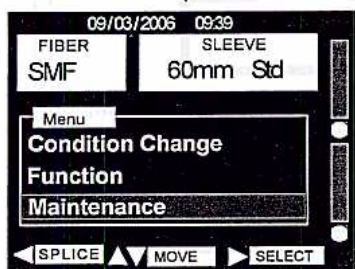 09/03/2006 09:39
FIBER SLEEVE
SMF 60mm Std
Menu
Condition Change
Function
Maintenance
SPLICE MOVE SELECT